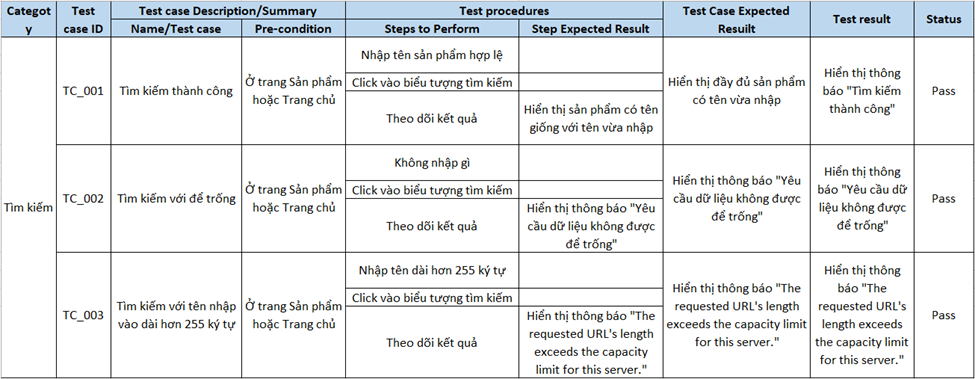 Categot
y
Test
case ID
Test case Description/Summary
Name/Test case
Pre-condition
Test procedures
Steps to Perform
Step Expected Result
Test Case Expected
Resuilt
Test result
Status
Tìm kiếm
TC_001
Tìm kiếm thành công
Ở trang Sản phẩm
hoặc Trang chủ
Nhập tên sản phẩm hợp lệ
Click vào biểu tượng tìm kiếm
Theo dõi kết quả
Hiển thị sản phẩm có tên
giống với tên vừa nhập
Hiển thị đầy đủ sản phẩm
có tên vừa nhập
Hiển thị thông
báo "Tìm kiếm
thành công"
Pass
TC_002
Tìm kiếm với để trống
Ở trang Sản phẩm
hoặc Trang chủ
Không nhập gì
Click vào biểu tượng tìm kiếm
Theo dõi kết quả
Hiển thị thông báo "Yêu
cầu dữ liệu không được
để trống"
Hiển thị thông báo "Yêu
cầu dữ liệu không được
để trống"
Hiển thị thông
báo "Yêu cầu dữ
liệu không được
để trống"
Pass
TC_003
Tìm kiếm với tên nhập
vào dài hơn 255 ký tự
Ở trang Sản phẩm
hoặc Trang chủ
Nhập tên dài hơn 255 ký tự
Click vào biểu tượng tìm kiếm
Theo dõi kết quả
Hiển thị thông báo "The
requested URL's length
exceeds the capacity
limit for this server."
Hiển thị thông báo "The
requested URL's length
exceeds the capacity limit
for this server."
Hiển thị thông
báo "The
requested URL's
length exceeds
the capacity limit
for this server."
Pass